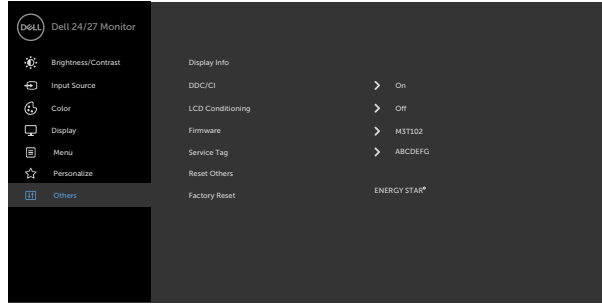 DELL
Dell 24/27 Monitor
Brightness/Contrast
Display Info
Input Source
DDC/CI
On
Color
LCD Conditioning
Off
Display
Firmware
M3T102
Menu
Service Tag
ABCDEFG
Personalize
Reset Others
Others
Factory Reset
ENERGY STAR®